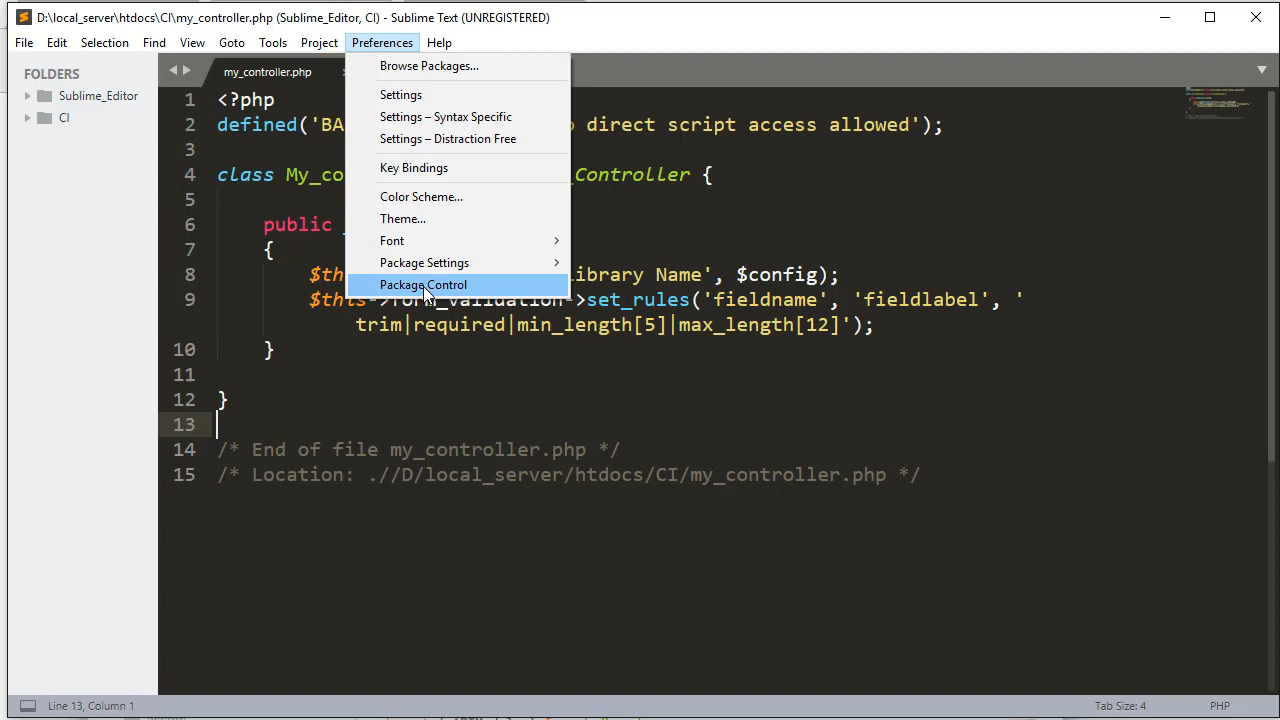 D:\local_server\htdocs\CI\my_controller.php (Sublime_Editor, CI) - Sublime Text (UNREGISTERED)
File Edit Selection Find View Goto Tools Project Preferences Help
FOLDERS
Sublime_Editor
CI
my_controller.php
Browse Packages...
Settings
Settings – Syntax Specific
Settings – Distraction Free
Key Bindings
Color Scheme...
Theme...
Font
Package Settings
Package Control
1 <?php
2 defined('BA direct script access allowed');
3
4 class My_co _Controller {
5
6 public
7 {
8 $th ibrary Name', $config);
9 $this->form_validation->set_rules('fieldname', 'fieldlabel', '
trim|required|min_length[5]|max_length[12]');
10 }
11
12 }
13
14 /* End of file my_controller.php */
15 /* Location: .//D/local_server/htdocs/CI/my_controller.php */
Line 13, Column 1
Tab Size: 4
PHP